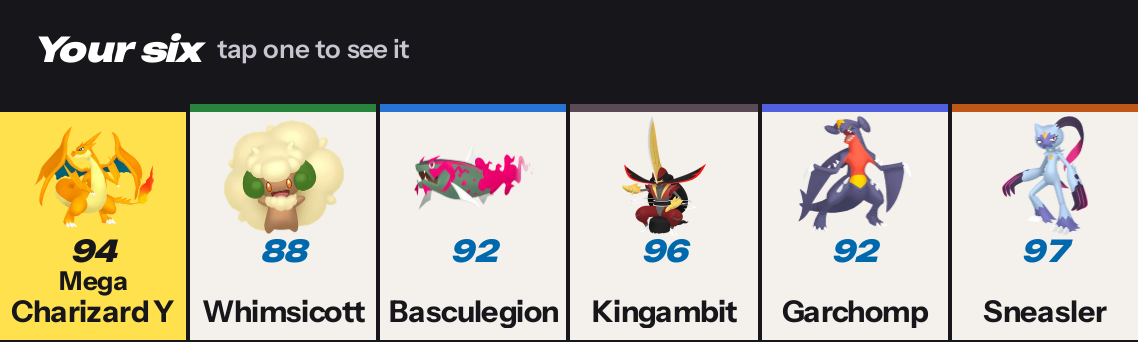 Your six tap one to see it
94 88 92 96 92 97
Mega
Charizard Y Whimsicott Basculegion Kingambit Garchomp Sneasler